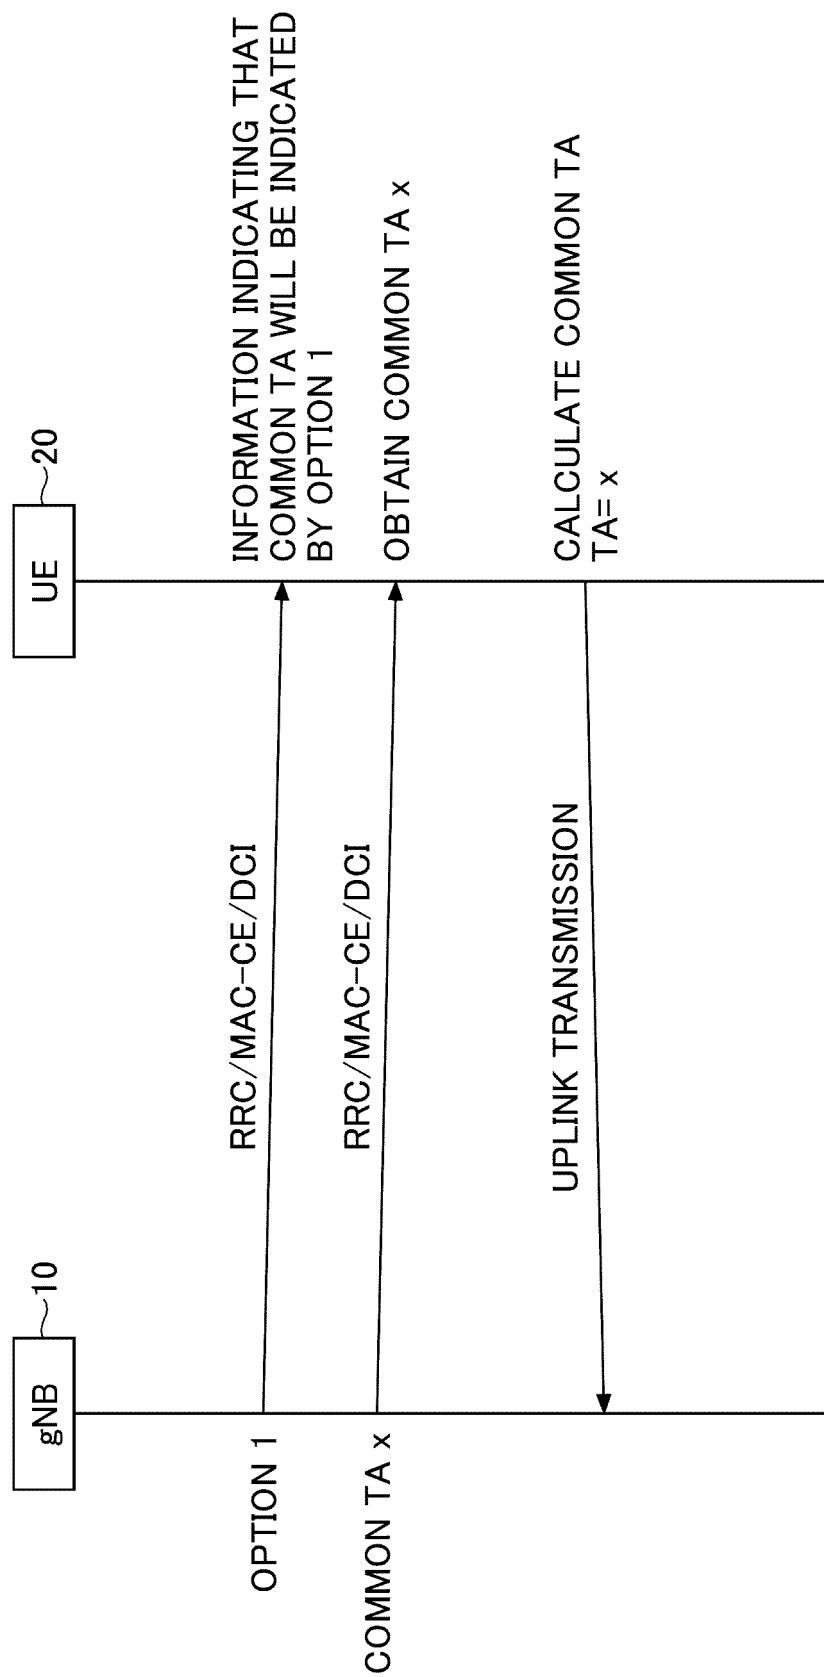 gNB
10
UE
20
OPTION 1
RRC/MAC-CE/DCI
INFORMATION INDICATING THAT
COMMON TA WILL BE INDICATED
BY OPTION 1
COMMON TA x
RRC/MAC-CE/DCI
OBTAIN COMMON TA x
UPLINK TRANSMISSION
CALCULATE COMMON TA
TA= x